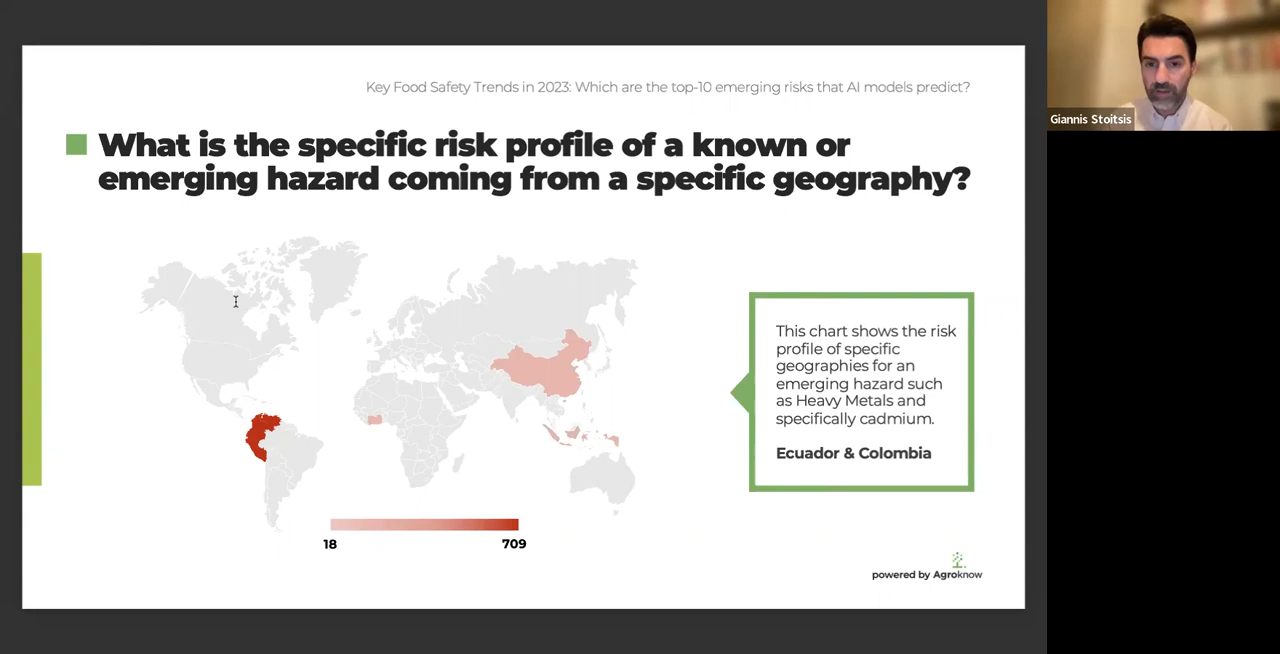 Key Food Safety Trends in 2023: Which are the top-10 emerging risks that AI models predict?
What is the specific risk profile of a known or
emerging hazard coming from a specific geography?
This chart shows the risk
profile of specific
geographies for an
emerging hazard such
as Heavy Metals and
specifically cadmium.
Ecuador & Colombia
18
709
powered by Agroknow
Giannis Stoitsis